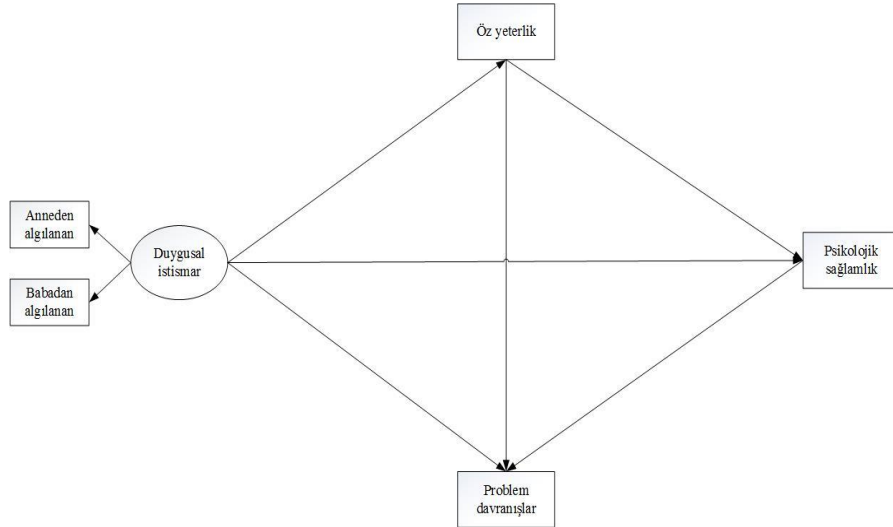 Öz yeterlik
Anneden
algılanan
Duygusal
istismar
Babadan
algılanan
Psikolojik
sağlamlık
Problem
davranışlar